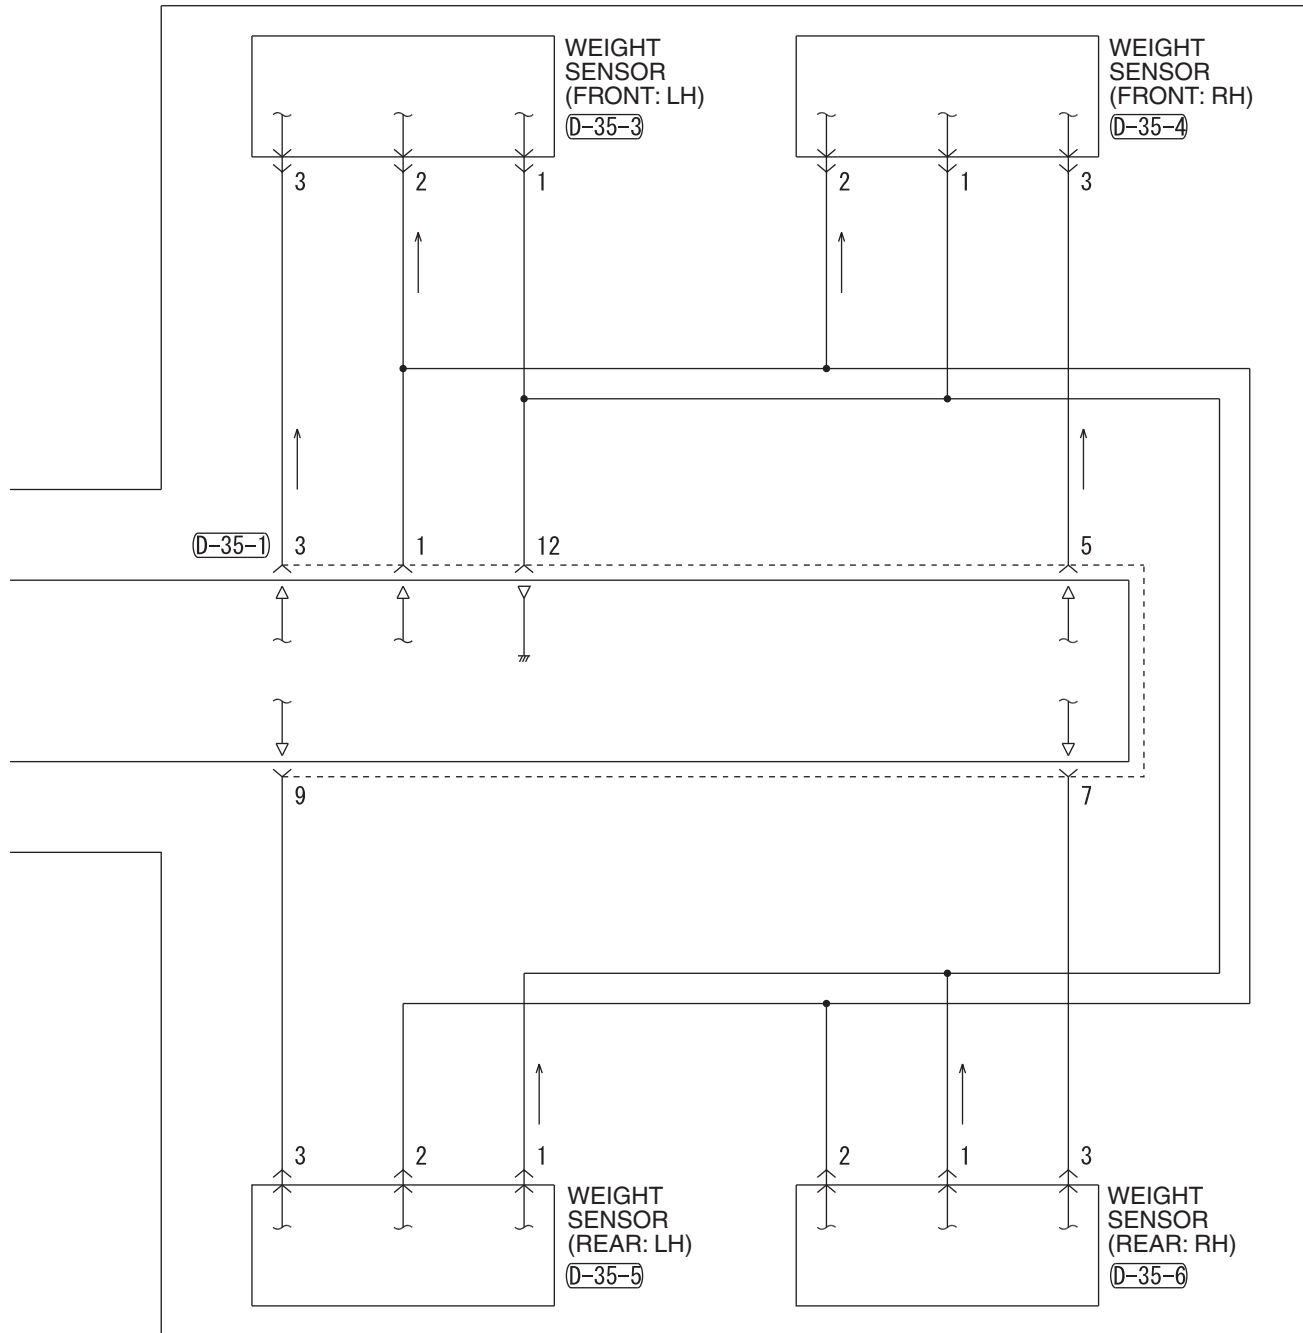 WEIGHT
SENSOR
(FRONT: LH)
D-35-3
WEIGHT
SENSOR
(FRONT: RH)
D-35-4
3 2 1 2 1 3
D-35-1 3 1 12 5
9 7
3 2 1 2 1 3
WEIGHT
SENSOR
(REAR: LH)
D-35-5
WEIGHT
SENSOR
(REAR: RH)
D-35-6